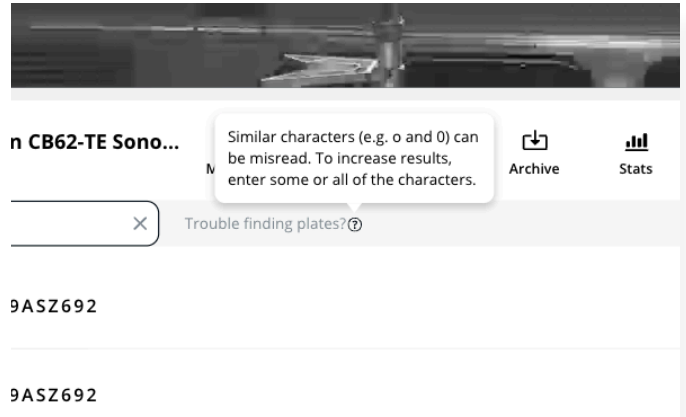 n CB62-TE Sono...
Similar characters (e.g. o and 0) can
be misread. To increase results,
enter some or all of the characters.
M
Archive
Stats
Trouble finding plates?
9ASZ692
9ASZ692